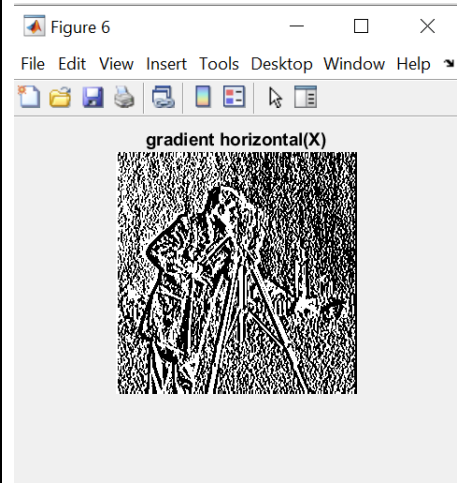 Figure 6
File Edit View Insert Tools Desktop Window Help
gradient horizontal(X)